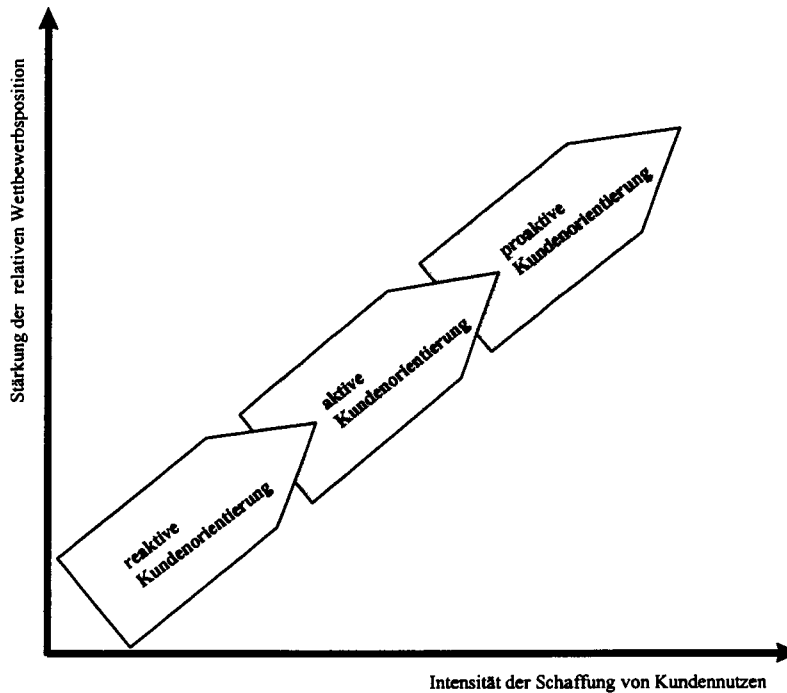 Stärkung der relativen Wettbewerbsposition
proaktive
Kundenorientierung
aktive
Kundenorientierung
reaktive
Kundenorientierung
Intensität der Schaffung von Kundennutzen